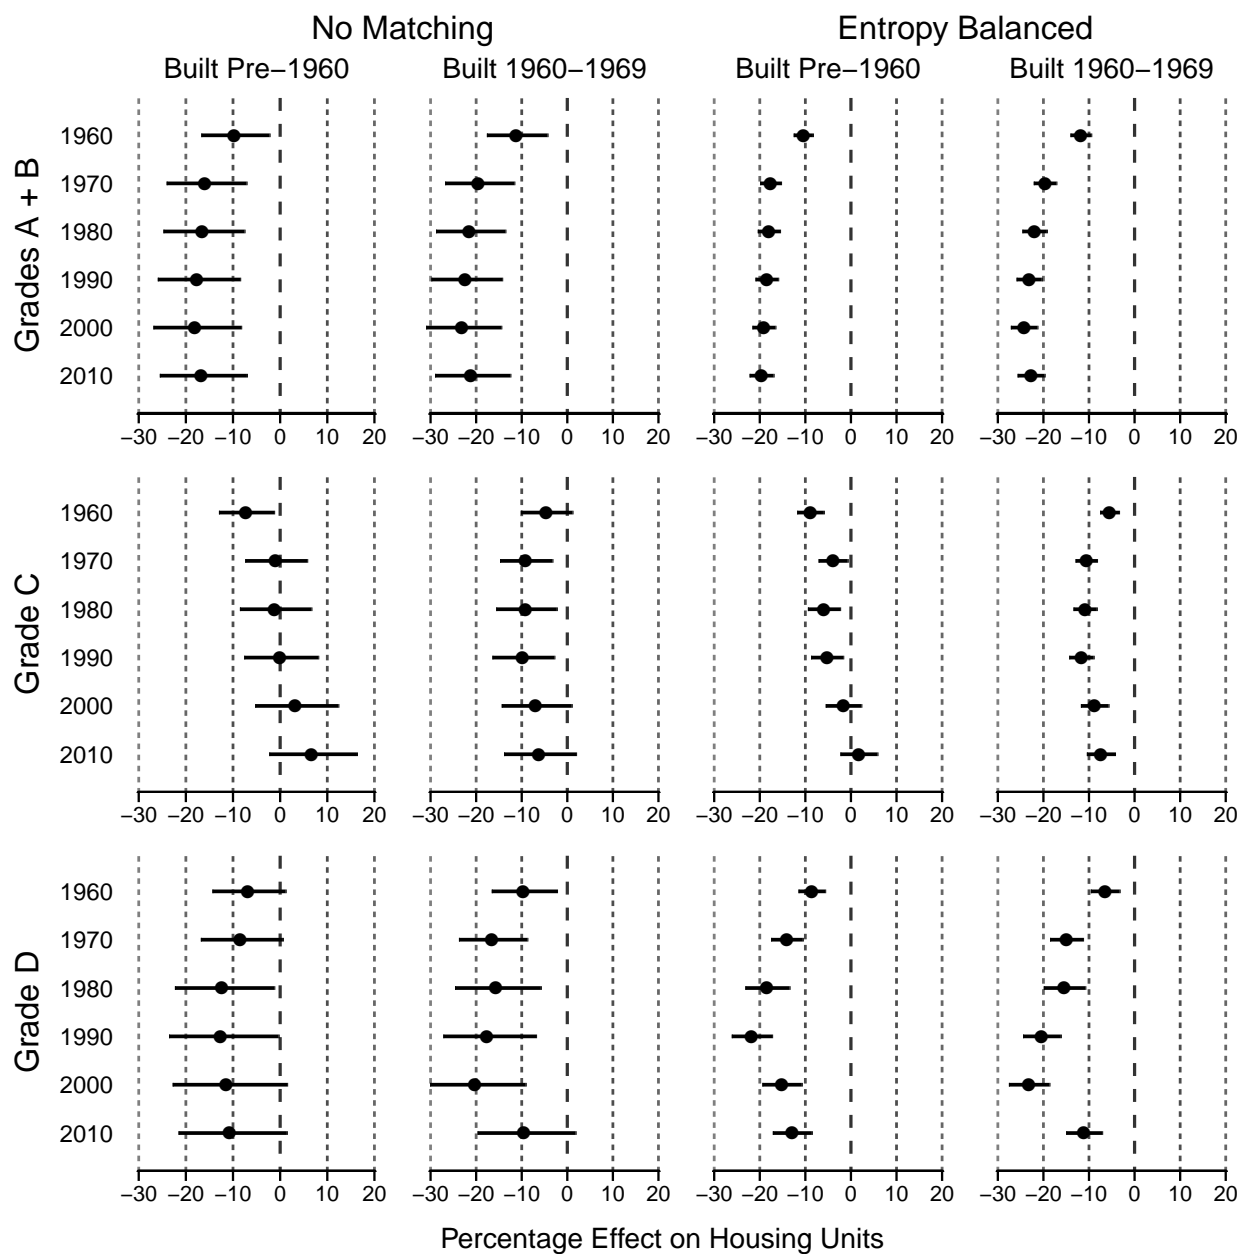 No Matching Entropy Balanced
Built Pre−1960 Built 1960−1969 Built Pre−1960 Built 1960−1969
Grades A + B
1960
1970
1980
1990
2000
2010
−30 −20 −10 0 10 20 −30 −20 −10 0 10 20 −30 −20 −10 0 10 20 −30 −20 −10 0 10 20
Grade C
1960
1970
1980
1990
2000
2010
−30 −20 −10 0 10 20 −30 −20 −10 0 10 20 −30 −20 −10 0 10 20 −30 −20 −10 0 10 20
Grade D
1960
1970
1980
1990
2000
2010
−30 −20 −10 0 10 20 −30 −20 −10 0 10 20 −30 −20 −10 0 10 20 −30 −20 −10 0 10 20
Percentage Effect on Housing Units